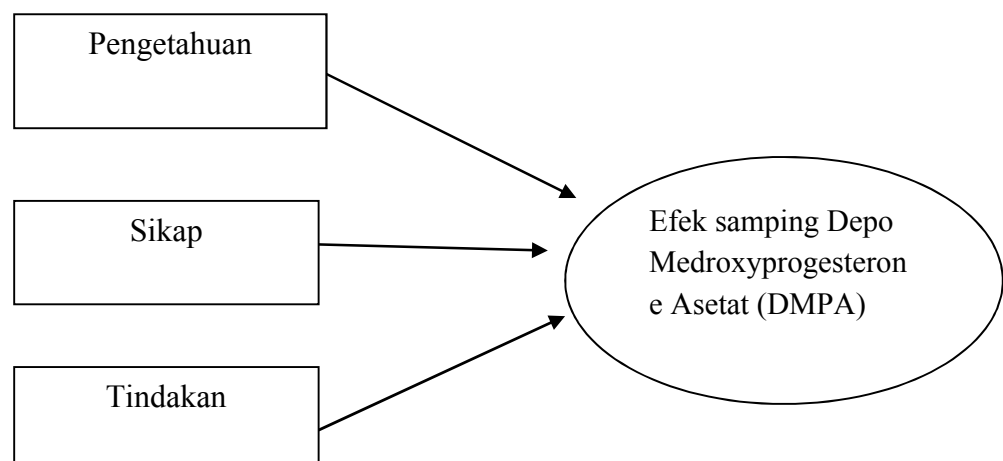 Pengetahuan
Sikap
Tindakan
Efek samping Depo
Medroxyprogesteron
e Asetat (DMPA)